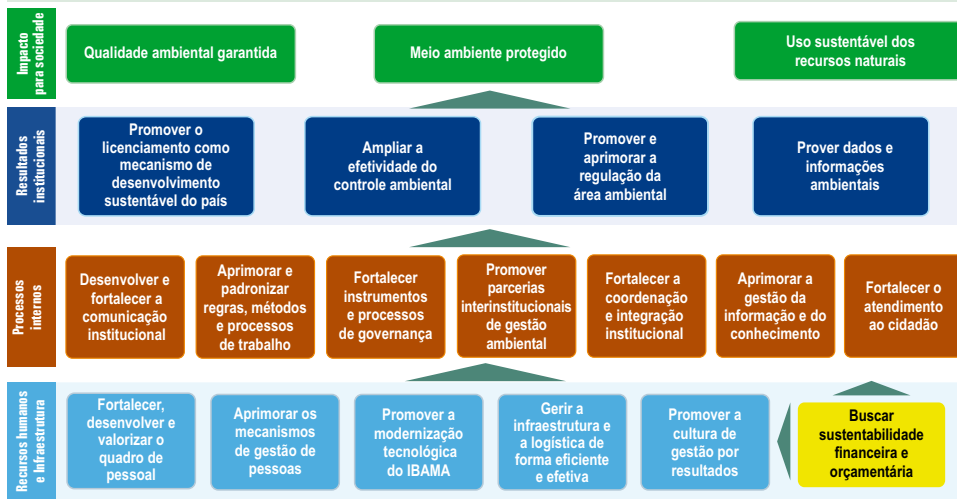 Impacto
para sociedade
Qualidade ambiental garantida
Meio ambiente protegido
Uso sustentável dos
recursos naturais
Resultados
institucionais
Promover o
licenciamento como
mecanismo de
desenvolvimento
sustentável do país
Ampliar a
efetividade do
controle ambiental
Promover e
aprimorar a
regulação da
área ambiental
Prover dados e
informações
ambientais
Processos
internos
Desenvolver e
fortalecer a
comunicação
institucional
Aprimorar e
padronizar
regras, métodos
e processos
de trabalho
Fortalecer
instrumentos
e processos
de governança
Promover
parcerias
interinstitucionais
de gestão
ambiental
Fortalecer a
coordenação
e integração
institucional
Aprimorar a
gestão da
informação e do
conhecimento
Fortalecer o
atendimento
ao cidadão
Recursos humanos
e Infraestrutura
Fortalecer,
desenvolver e
valorizar o
quadro de
pessoal
Aprimorar os
mecanismos
de gestão de
pessoas
Promover a
modernização
tecnológica
do IBAMA
Gerir a
infraestrutura e
a logística de
forma eficiente
e efetiva
Promover a
cultura de
gestão por
resultados
Buscar
sustentabilidade
financeira e
orçamentária